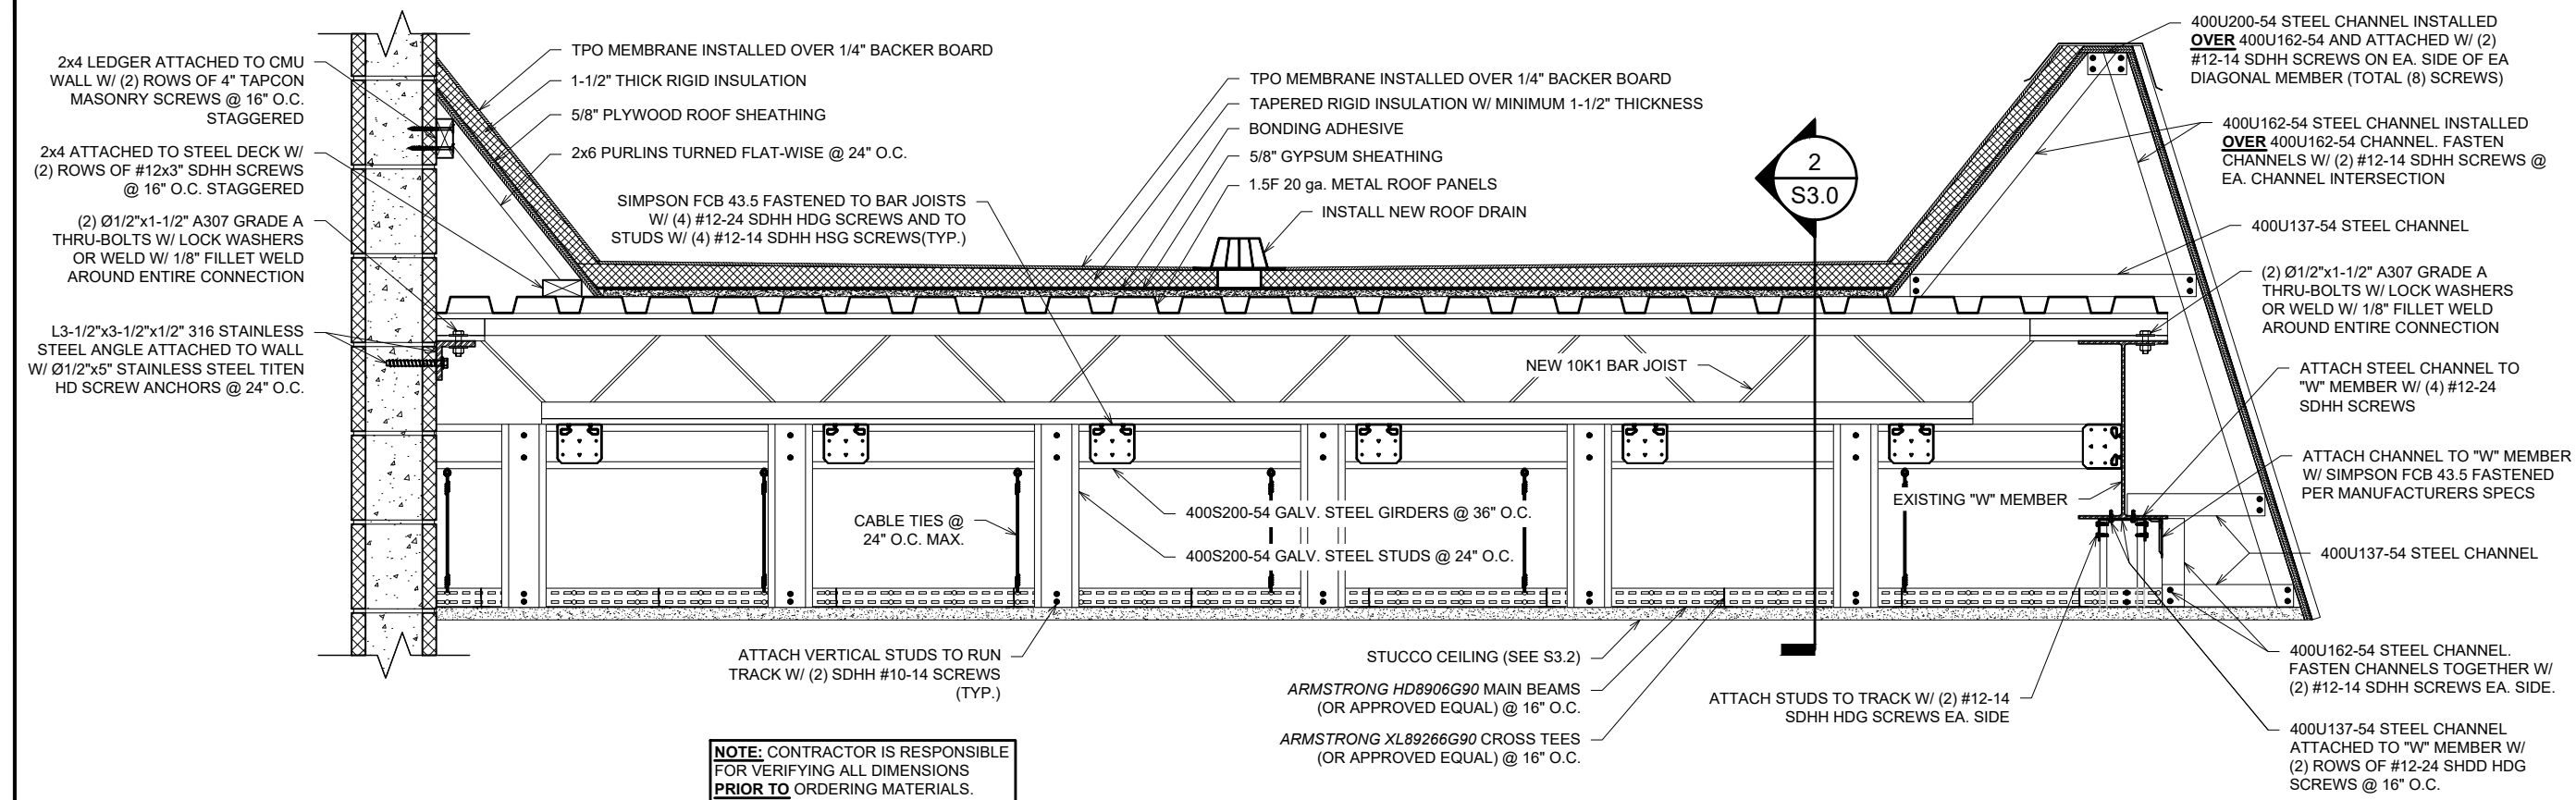 2x4 LEDGER ATTACHED TO CMU
WALL W/ (2) ROWS OF 4" TAPCON
MASONRY SCREWS @ 16" O.C.
STAGGERED
2x4 ATTACHED TO STEEL DECK W/
(2) ROWS OF #12x3" SDHH SCREWS
@ 16" O.C. STAGGERED
(2) Ø1/2"x1-1/2" A307 GRADE A
THRU-BOLTS W/ LOCK WASHERS
OR WELD W/ 1/8" FILLET WELD
AROUND ENTIRE CONNECTION
L3-1/2"x3-1/2"x1/2" 316 STAINLESS
STEEL ANGLE ATTACHED TO WALL
W/ Ø1/2"x5" STAINLESS STEEL TITEN
HD SCREW ANCHORS @ 24" O.C.
TPO MEMBRANE INSTALLED OVER 1/4" BACKER BOARD
1-1/2" THICK RIGID INSULATION
5/8" PLYWOOD ROOF SHEATHING
2x6 PURLINS TURNED FLAT-WISE @ 24" O.C.
SIMPSON FCB 43.5 FASTENED TO BAR JOISTS
W/ (4) #12-24 SDHH HDG SCREWS AND TO
STUDS W/ (4) #12-14 SDHH HSG SCREWS(TYP.)
TPO MEMBRANE INSTALLED OVER 1/4" BACKER BOARD
TAPERED RIGID INSULATION W/ MINIMUM 1-1/2" THICKNESS
BONDING ADHESIVE
5/8" GYPSUM SHEATHING
1.5F 20 ga. METAL ROOF PANELS
INSTALL NEW ROOF DRAIN
2
S3.0
NEW 10K1 BAR JOIST
CABLE TIES @
24" O.C. MAX.
400S200-54 GALV. STEEL GIRDERS @ 36" O.C.
400S200-54 GALV. STEEL STUDS @ 24" O.C.
EXISTING "W" MEMBER
ATTACH VERTICAL STUDS TO RUN
TRACK W/ (2) SDHH #10-14 SCREWS
(TYP.)
STUCCO CEILING (SEE S3.2)
ARMSTRONG HD8906G90 MAIN BEAMS
(OR APPROVED EQUAL) @ 16" O.C.
ARMSTRONG XL89266G90 CROSS TEES
(OR APPROVED EQUAL) @ 16" O.C.
ATTACH STUDS TO TRACK W/ (2) #12-14
SDHH HDG SCREWS EA. SIDE
NOTE: CONTRACTOR IS RESPONSIBLE
FOR VERIFYING ALL DIMENSIONS
PRIOR TO ORDERING MATERIALS.
400U200-54 STEEL CHANNEL INSTALLED
OVER 400U162-54 AND ATTACHED W/ (2)
#12-14 SDHH SCREWS ON EA. SIDE OF EA
DIAGONAL MEMBER (TOTAL (8) SCREWS)
400U162-54 STEEL CHANNEL INSTALLED
OVER 400U162-54 CHANNEL. FASTEN
CHANNELS W/ (2) #12-14 SDHH SCREWS @
EA. CHANNEL INTERSECTION
400U137-54 STEEL CHANNEL
(2) Ø1/2"x1-1/2" A307 GRADE A
THRU-BOLTS W/ LOCK WASHERS
OR WELD W/ 1/8" FILLET WELD
AROUND ENTIRE CONNECTION
ATTACH STEEL CHANNEL TO
"W" MEMBER W/ (4) #12-24
SDHH SCREWS
ATTACH CHANNEL TO "W" MEMBER
W/ SIMPSON FCB 43.5 FASTENED
PER MANUFACTURERS SPECS
400U137-54 STEEL CHANNEL
400U162-54 STEEL CHANNEL.
FASTEN CHANNELS TOGETHER W/
(2) #12-14 SDHH SCREWS EA. SIDE.
400U137-54 STEEL CHANNEL
ATTACHED TO "W" MEMBER W/
(2) ROWS OF #12-24 SHDD HDG
SCREWS @ 16" O.C.